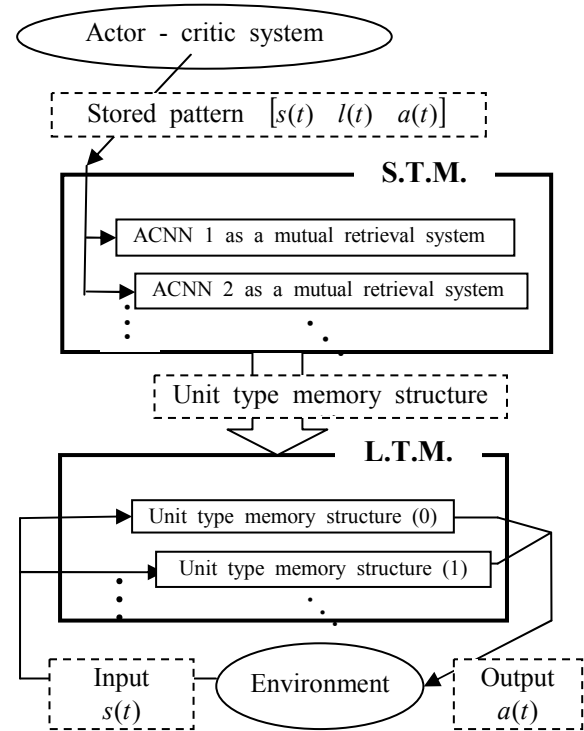 Actor - critic system
Stored pattern [s(t) l(t) a(t)]
S.T.M.
ACNN 1 as a mutual retrieval system
ACNN 2 as a mutual retrieval system
Unit type memory structure
L.T.M.
Unit type memory structure (0)
Unit type memory structure (1)
Input
s(t)
Environment
Output
a(t)